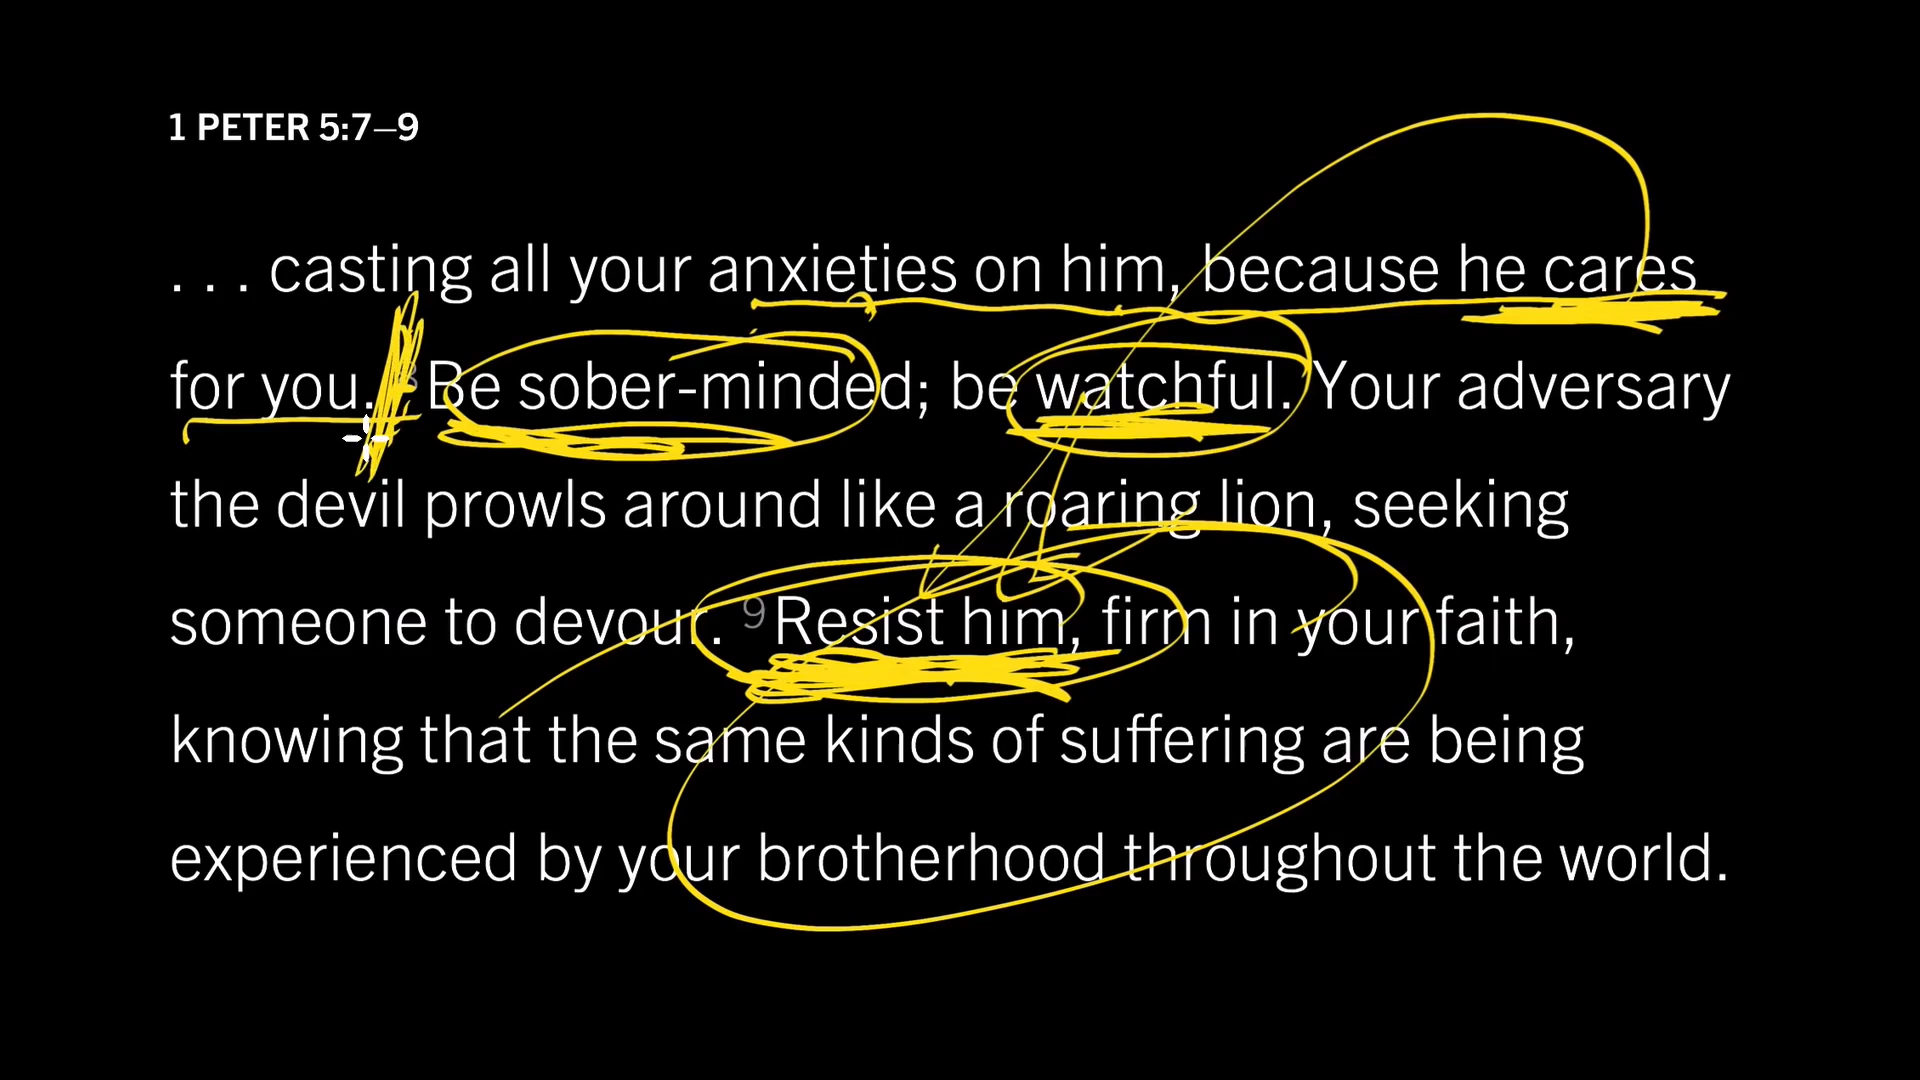 1 PETER 5:7–9
. . . casting all your anxieties on him, because he cares
for you. 8 Be sober-minded; be watchful. Your adversary
the devil prowls around like a roaring lion, seeking
someone to devour. 9 Resist him, firm in your faith,
knowing that the same kinds of suffering are being
experienced by your brotherhood throughout the world.